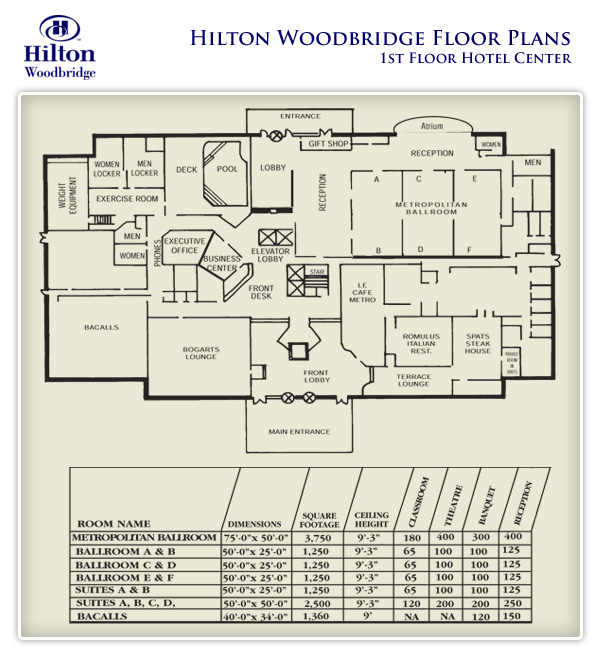 Hilton
Woodbridge
HILTON WOODBRIDGE FLOOR PLANS
1ST FLOOR HOTEL CENTER
ENTRANCE
Atrium
GIFT SHOP
RECEPTION
WOMEN
WOMEN LOCKER
MEN LOCKER
DECK
POOL
LOBBY
MEN
WEIGHT EQUIPMENT
EXERCISE ROOM
RECEPTION
A C E
METROPOLITAN
BALLROOM
B D F
MEN
WOMEN
PHONES
EXECUTIVE
OFFICE
BUSINESS
CENTER
ELEVATOR
LOBBY
STAIR
FRONT
DESK
LE
CAFE
METRO
BACALLS
BOGARTS
LOUNGE
ROMULUS
ITALIAN
REST.
SPATS
STEAK
HOUSE
PRIVATE
ROOM
IN
SPATS
FRONT
LOBBY
TERRACE
LOUNGE
MAIN ENTRANCE
ROOM NAME DIMENSIONS SQUARE FOOTAGE CEILING HEIGHT CLASSROOM THEATRE BANQUET RECEPTION
METROPOLITAN BALLROOM 75'-0"x 50'-0" 3,750 9'-3" 180 400 300 400
BALLROOM A & B 50'-0"x 25'-0" 1,250 9'-3" 65 100 100 125
BALLROOM C & D 50'-0"x 25'-0" 1,250 9'-3" 65 100 100 125
BALLROOM E & F 50'-0"x 25'-0" 1,250 9'-3" 65 100 100 125
SUITES A & B 50'-0"x 25'-0" 1,250 9'-3" 65 100 100 125
SUITES A, B, C, D, 50'-0"x 50'-0" 2,500 9'-3" 120 200 200 250
BACALLS 40'-0"x 34'-0" 1,360 9' NA NA 120 150